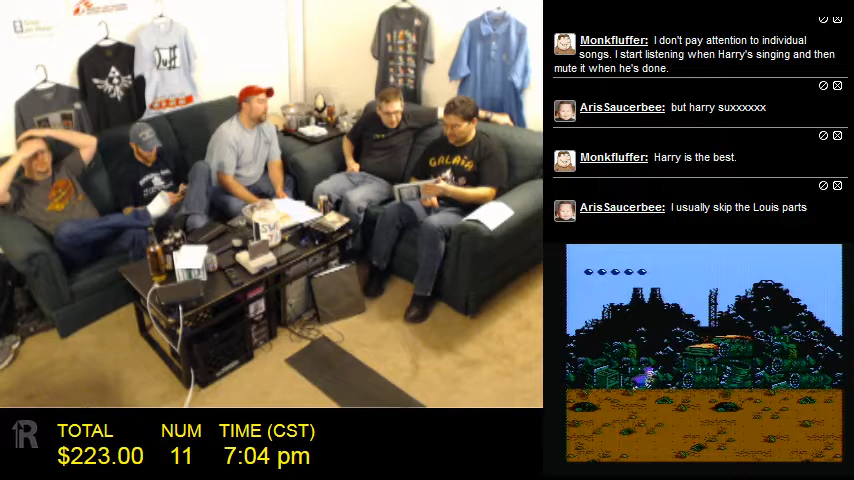 Duff
GALAGA
Monkfluffer: I don't pay attention to individual
songs. I start listening when Harry's singing and then
mute it when he's done.
ArisSaucerbee: but harry suxxxxxx
Monkfluffer: Harry is the best.
ArisSaucerbee: I usually skip the Louis parts
R
TOTAL NUM TIME (CST)
$223.00 11 7:04 pm